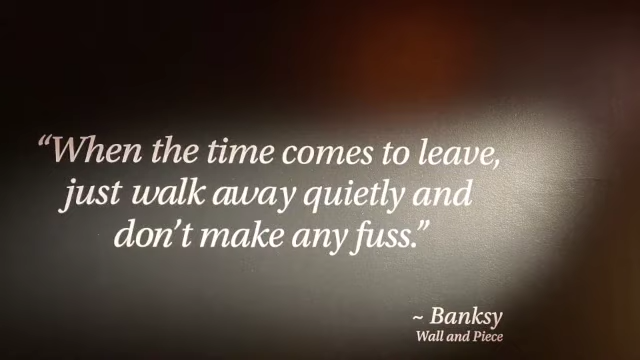 “When the time comes to leave,
just walk away quietly and
don’t make any fuss.”
~ Banksy
Wall and Piece